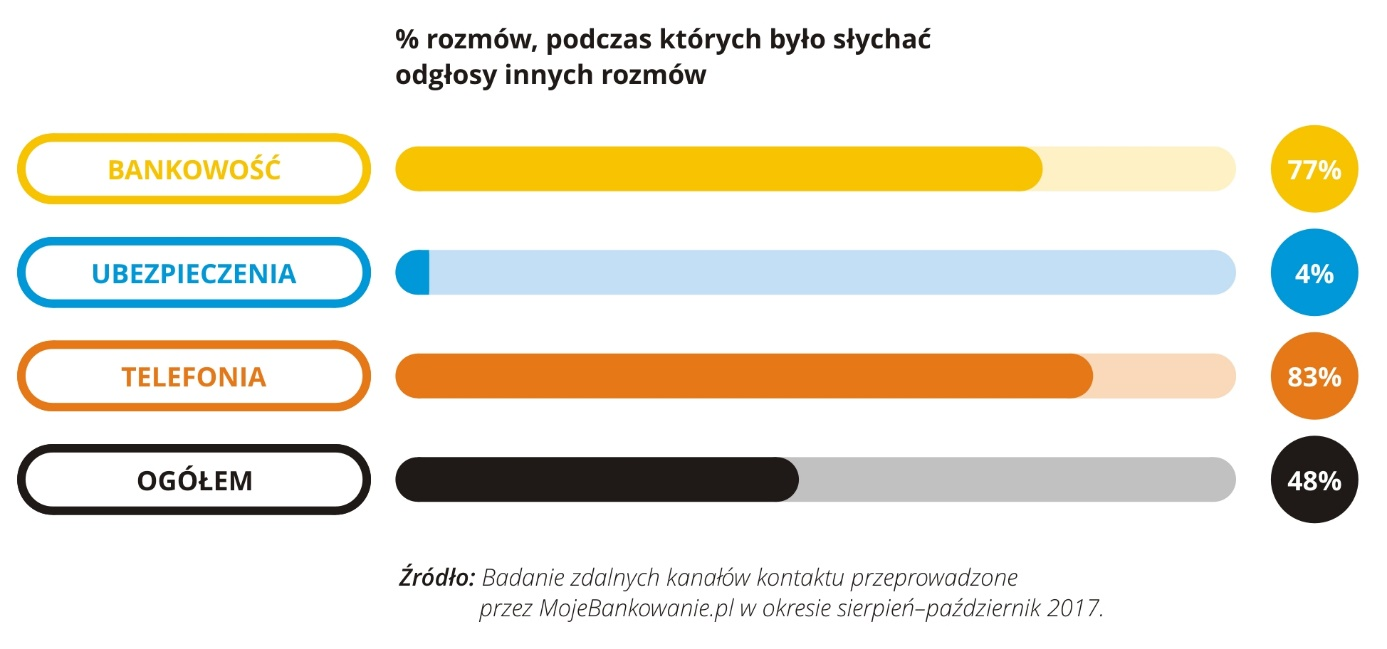 % rozmów, podczas których było słychać
odgłosy innych rozmów
BANKOWOŚĆ 77%
UBEZPIECZENIA 4%
TELEFONIA 83%
OGÓŁEM 48%
Źródło: Badanie zdalnych kanałów kontaktu przeprowadzone
przez MojeBankowanie.pl w okresie sierpień–październik 2017.